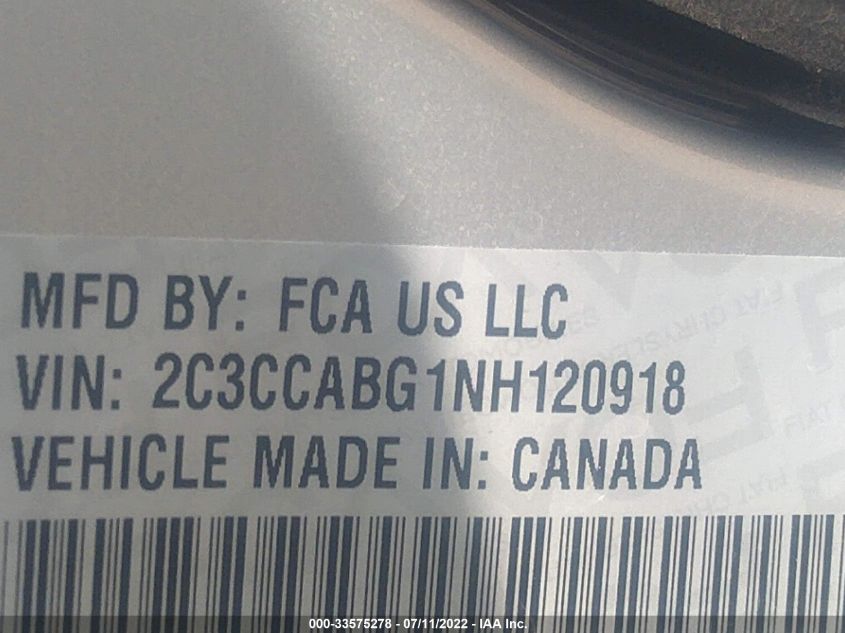 MFD BY: FCA US LLC
VIN: 2C3CCABG1NH120918
VEHICLE MADE IN: CANADA
000-33575278 - 07/11/2022 - IAA Inc.